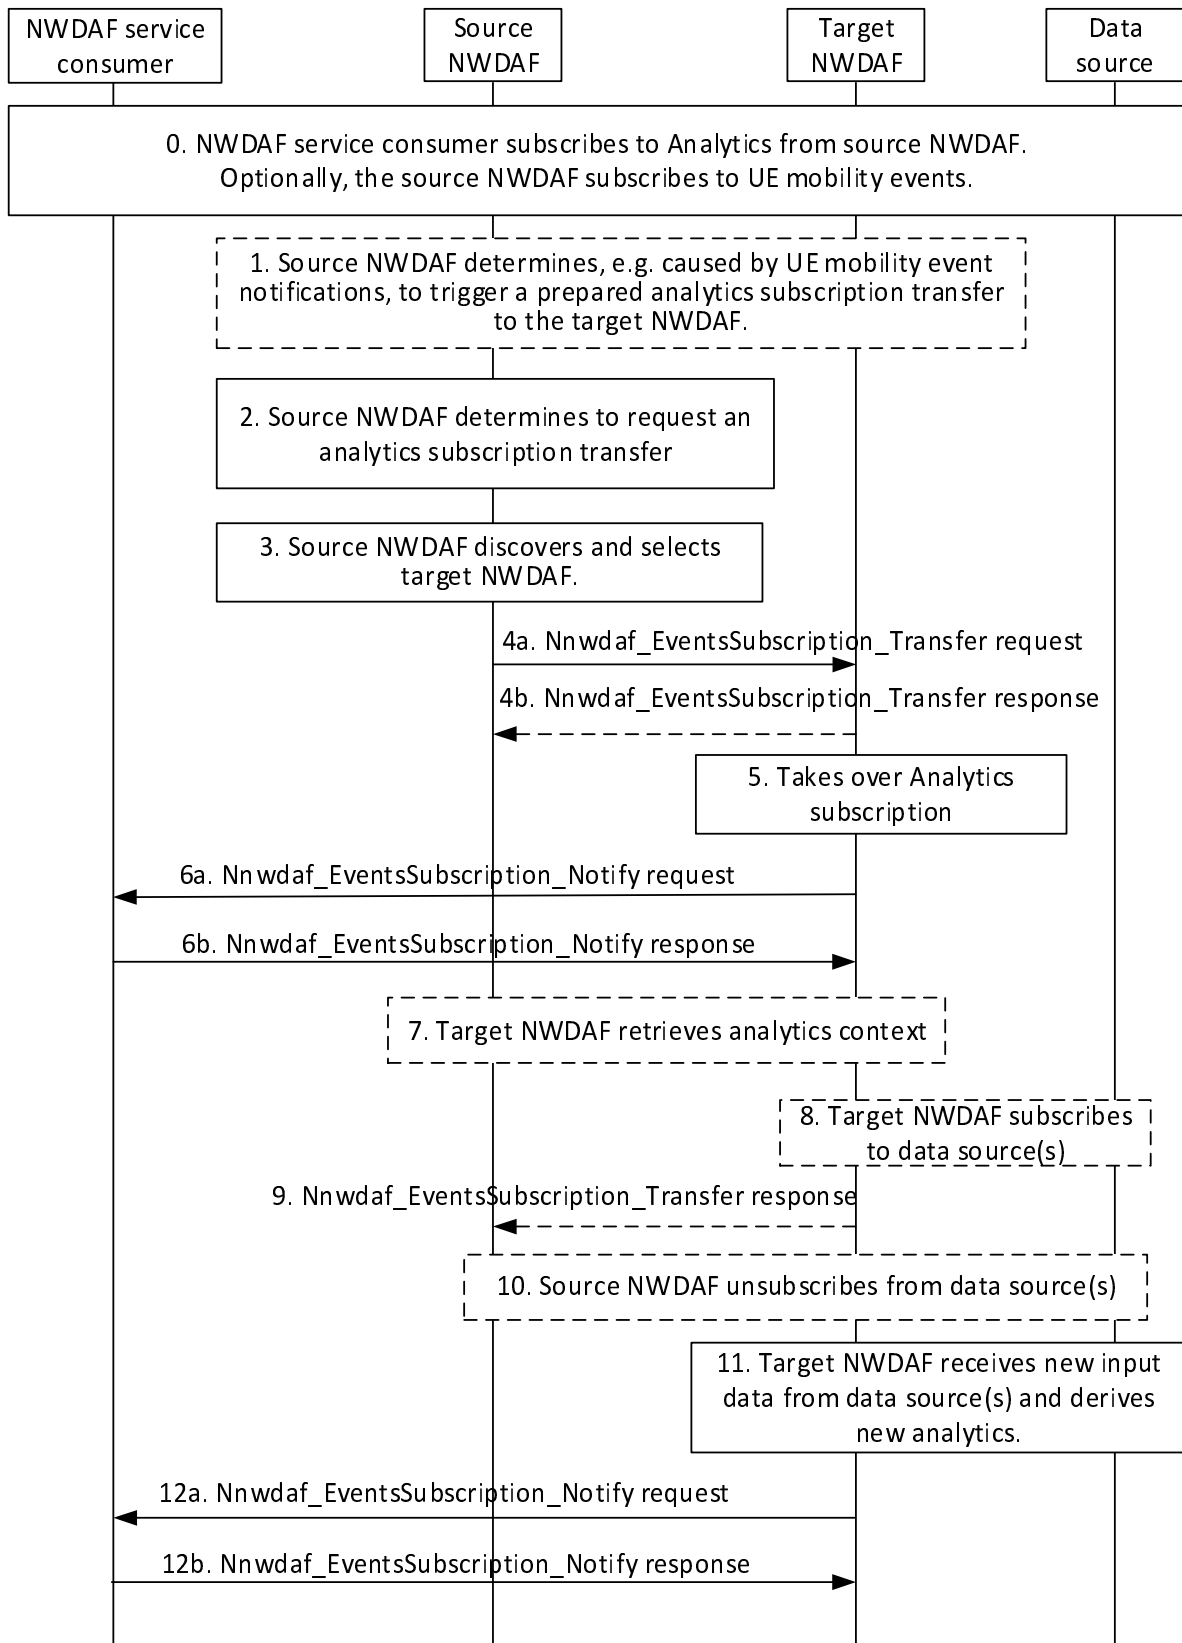 NWDAF service
consumer
Source
NWDAF
Target
NWDAF
Data
source
0. NWDAF service consumer subscribes to Analytics from source NWDAF.
Optionally, the source NWDAF subscribes to UE mobility events.
1. Source NWDAF determines, e.g. caused by UE mobility event
notifications, to trigger a prepared analytics subscription transfer
to the target NWDAF.
2. Source NWDAF determines to request an
analytics subscription transfer
3. Source NWDAF discovers and selects
target NWDAF.
4a. Nnwdaf_EventsSubscription_Transfer request
4b. Nnwdaf_EventsSubscription_Transfer response
5. Takes over Analytics
subscription
6a. Nnwdaf_EventsSubscription_Notify request
6b. Nnwdaf_EventsSubscription_Notify response
7. Target NWDAF retrieves analytics context
8. Target NWDAF subscribes
to data source(s)
9. Nnwdaf_EventsSubscription_Transfer response
10. Source NWDAF unsubscribes from data source(s)
11. Target NWDAF receives new input
data from data source(s) and derives
new analytics.
12a. Nnwdaf_EventsSubscription_Notify request
12b. Nnwdaf_EventsSubscription_Notify response